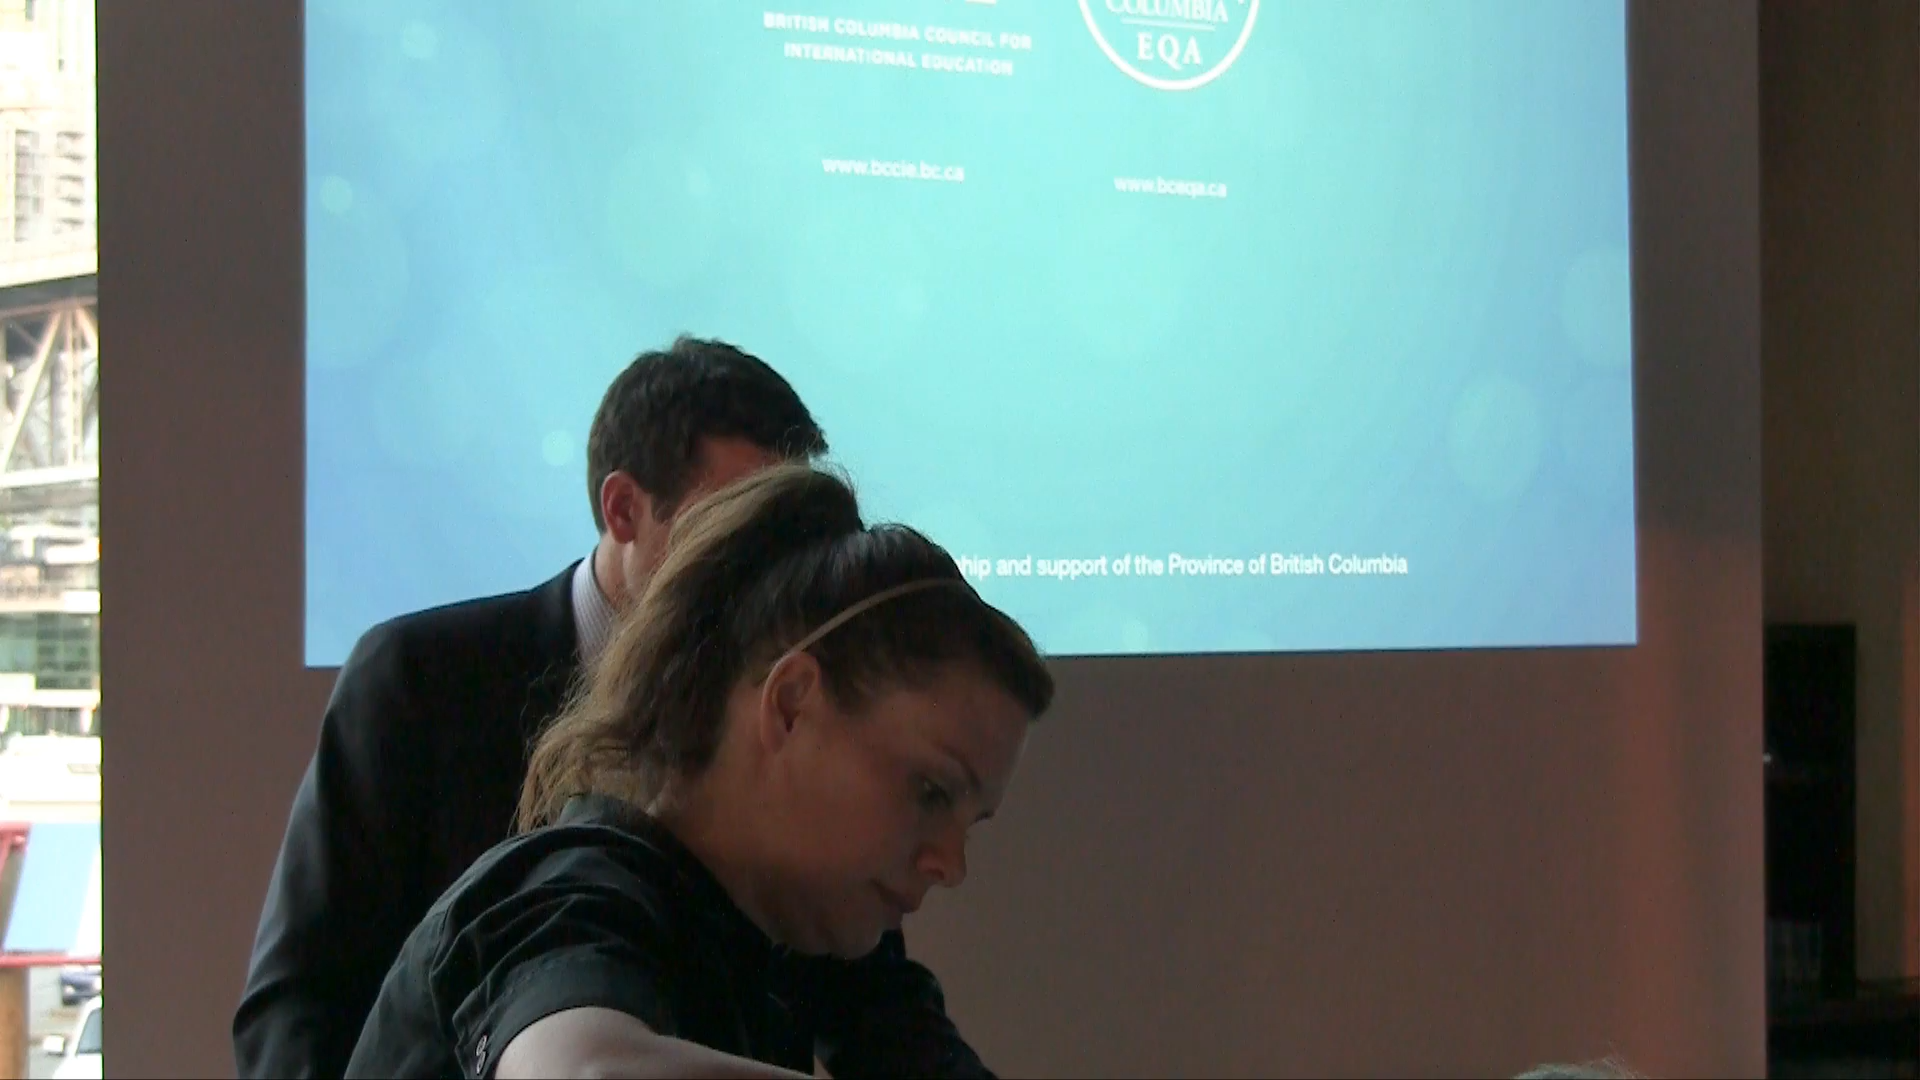 BRITISH COLUMBIA COUNCIL FOR
INTERNATIONAL EDUCATION
COLUMBIA
EQA
www.bccie.bc.ca
www.bceqa.ca
hip and support of the Province of British Columbia